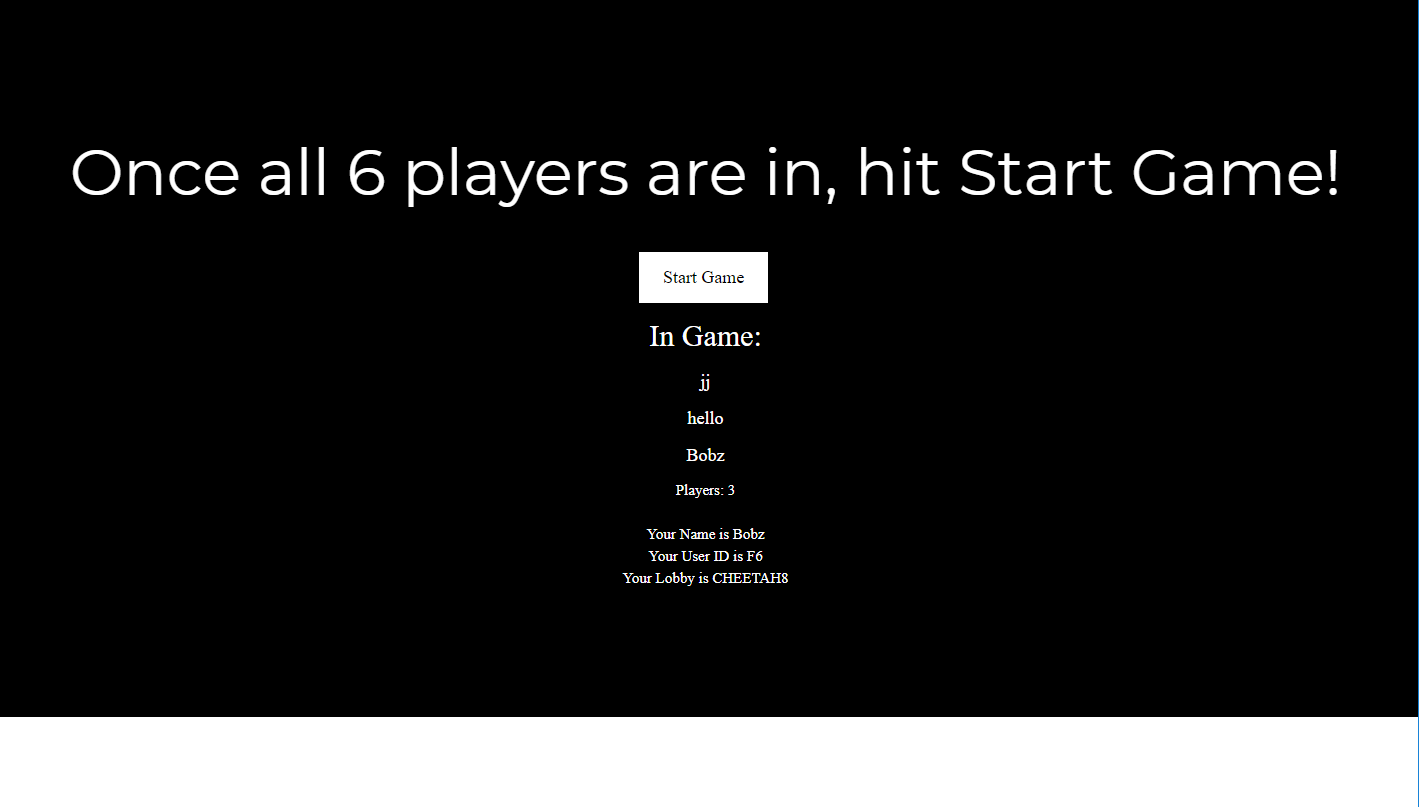 Once all 6 players are in, hit Start Game!
Start Game
In Game:
jj
hello
Bobz
Players: 3
Your Name is Bobz
Your User ID is F6
Your Lobby is CHEETAH8